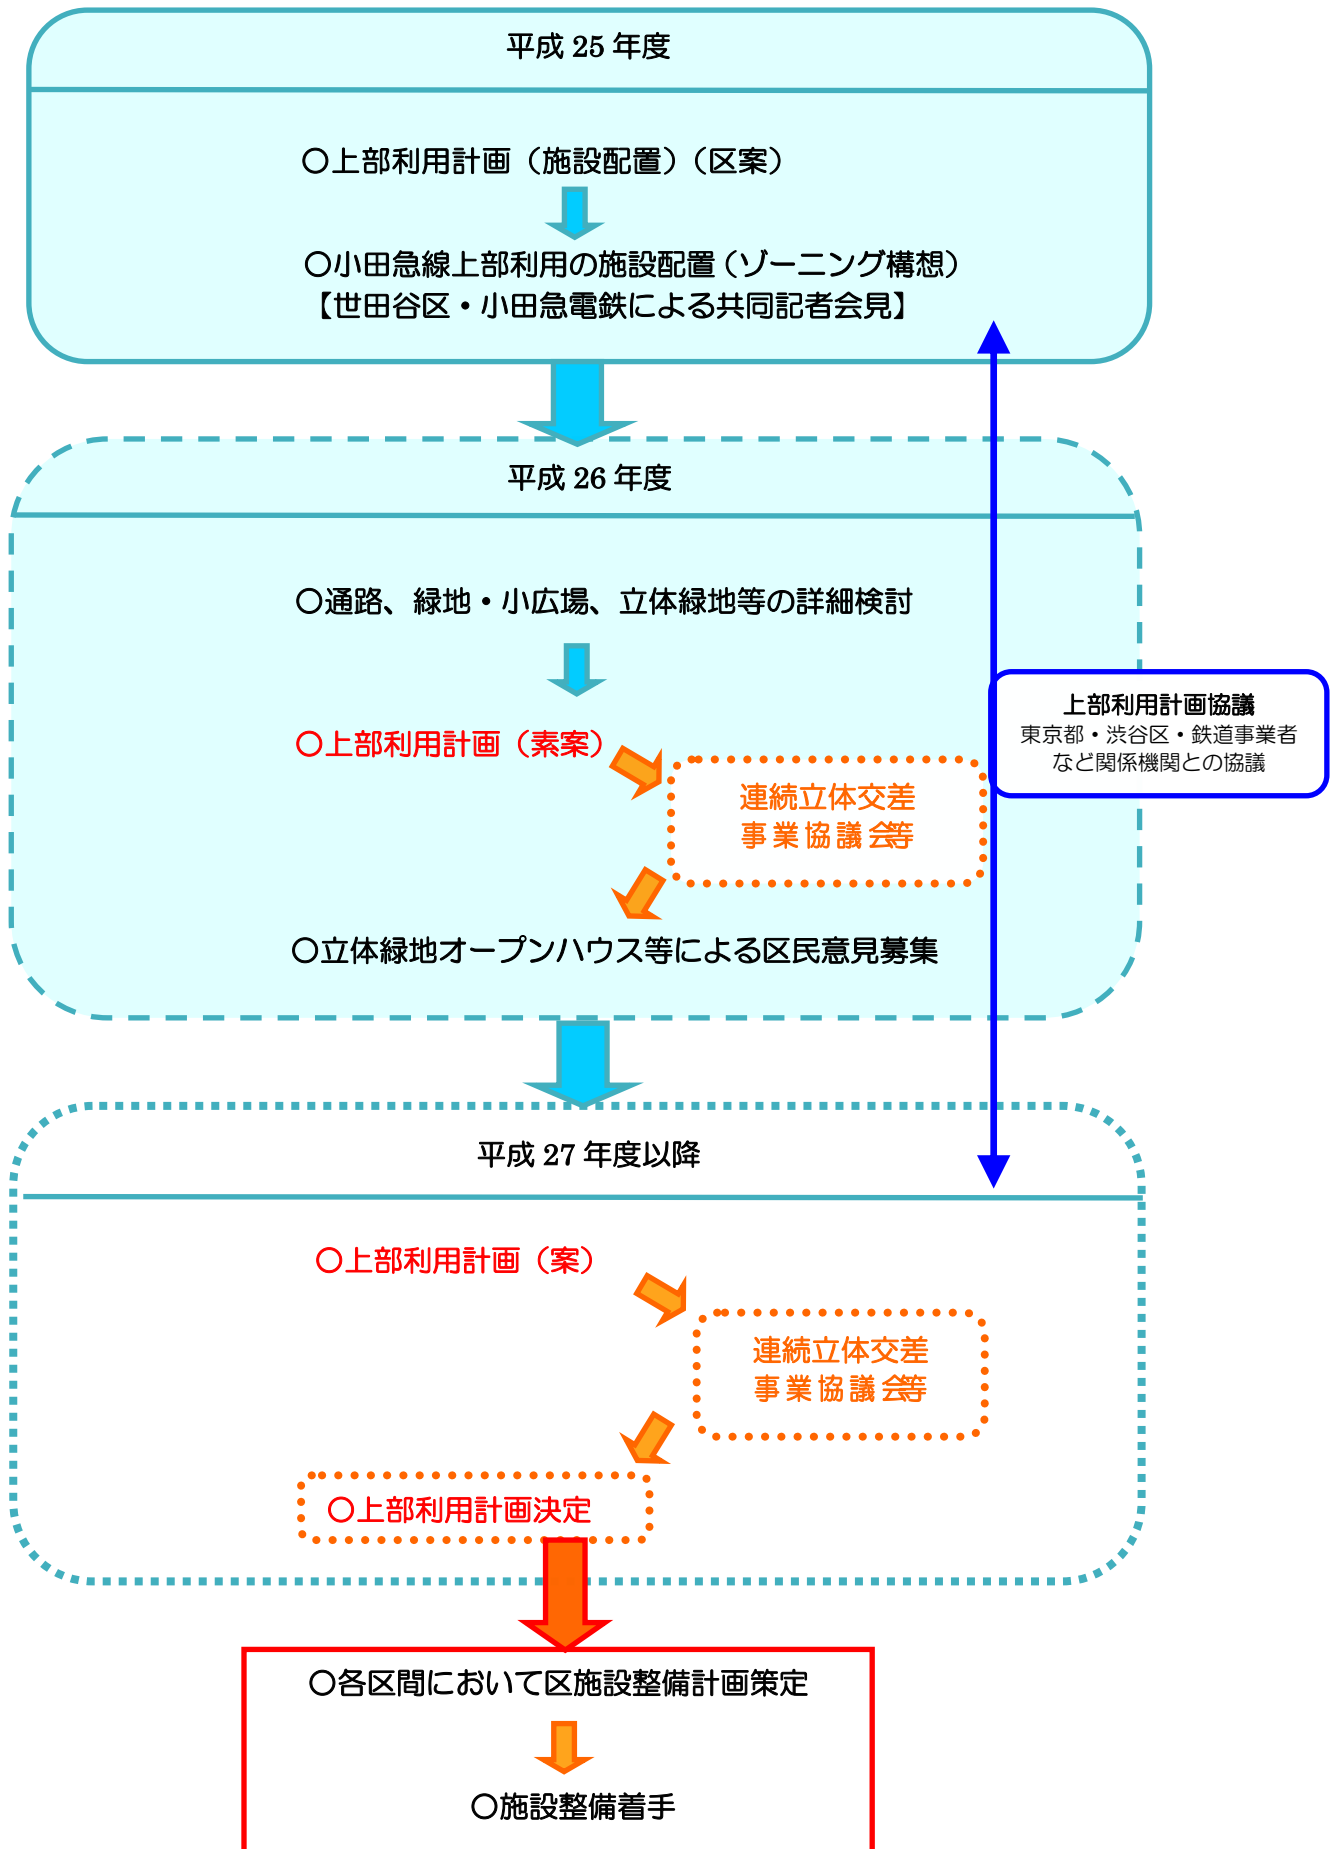 平成 25 年度
〇上部利用計画（施設配置）（区案）
〇小田急線上部利用の施設配置（ゾーニング構想）
【世田谷区・小田急電鉄による共同記者会見】
平成 26 年度
〇通路、緑地・小広場、立体緑地等の詳細検討
〇上部利用計画（素案）
上部利用計画協議
東京都・渋谷区・鉄道事業者
など関係機関との協議
連続立体交差
事業協議会等
〇立体緑地オープンハウス等による区民意見募集
平成 27 年度以降
〇上部利用計画（案）
連続立体交差
事業協議会等
〇上部利用計画決定
〇各区間において区施設整備計画策定
〇施設整備着手